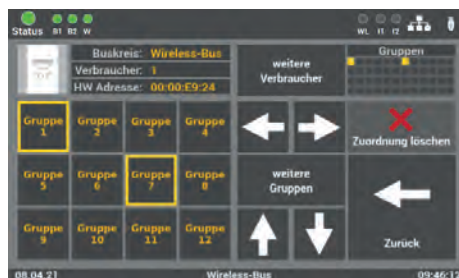 Status B1 B2 W
WL I1 I2
Buskreis: Wireless-Bus
Verbraucher: 1
HW Adresse: 00:00:E9:24
weitere
Verbraucher
Gruppen
Gruppe
1
Gruppe
2
Gruppe
3
Gruppe
4
Zuordnung löschen
Gruppe
5
Gruppe
6
Gruppe
7
Gruppe
8
weitere
Gruppen
Gruppe
9
Gruppe
10
Gruppe
11
Gruppe
12
Zurück
08.04.21
Wireless-Bus
09:46:12